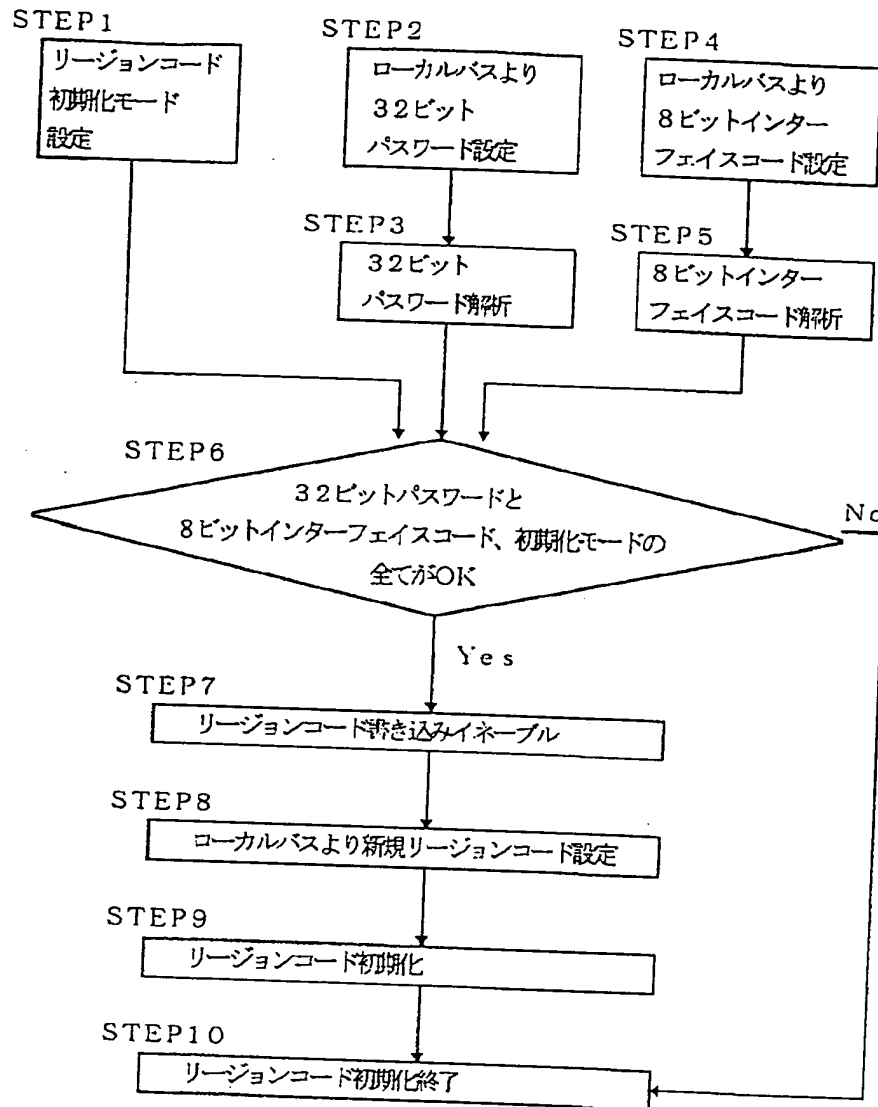 STEP1
リージョンコード
初期化モード
設定
STEP2
ローカルバスより
32ビット
パスワード設定
STEP4
ローカルバスより
8ビットインター
フェイスコード設定
STEP3
32ビット
パスワード解析
STEP5
8ビットインター
フェイスコード解析
STEP6
32ビットパスワードと
8ビットインターフェイスコード、初期化モードの
全てがOK
No
Yes
STEP7
リージョンコード書き込みイネーブル
STEP8
ローカルバスより新規リージョンコード設定
STEP9
リージョンコード初期化
STEP10
リージョンコード初期化終了